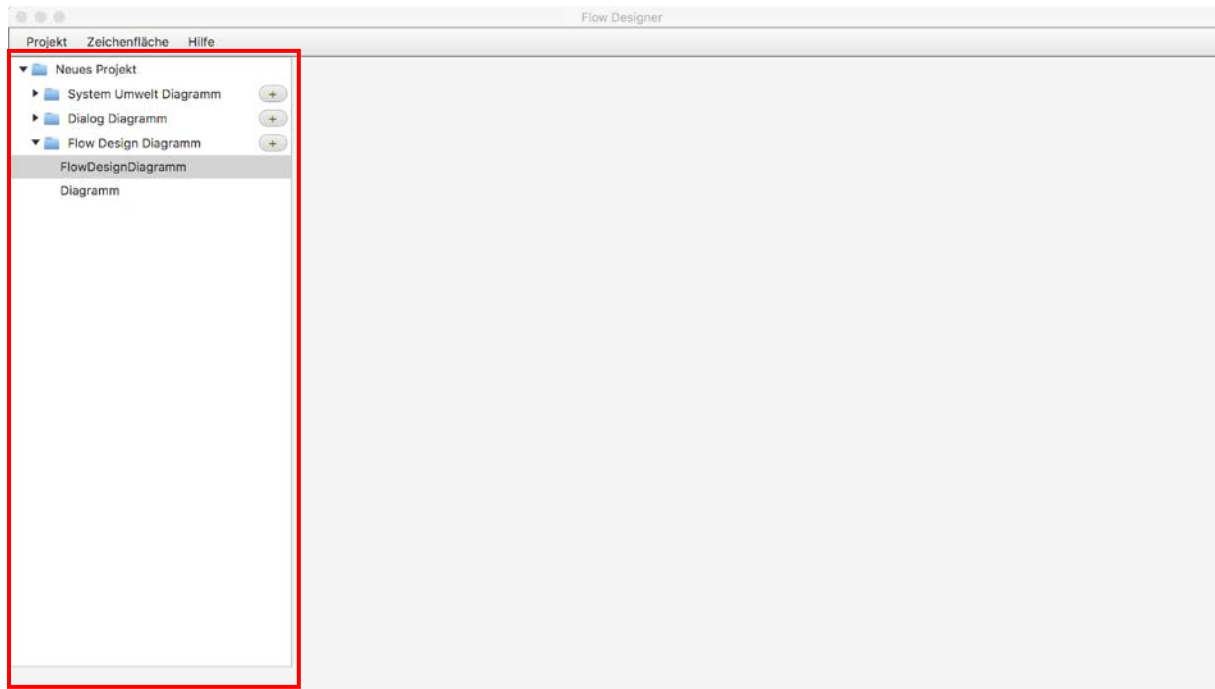 Flow Designer
Projekt Zeichenfläche Hilfe
Neues Projekt
System Umwelt Diagramm +
Dialog Diagramm +
Flow Design Diagramm +
FlowDesignDiagramm
Diagramm